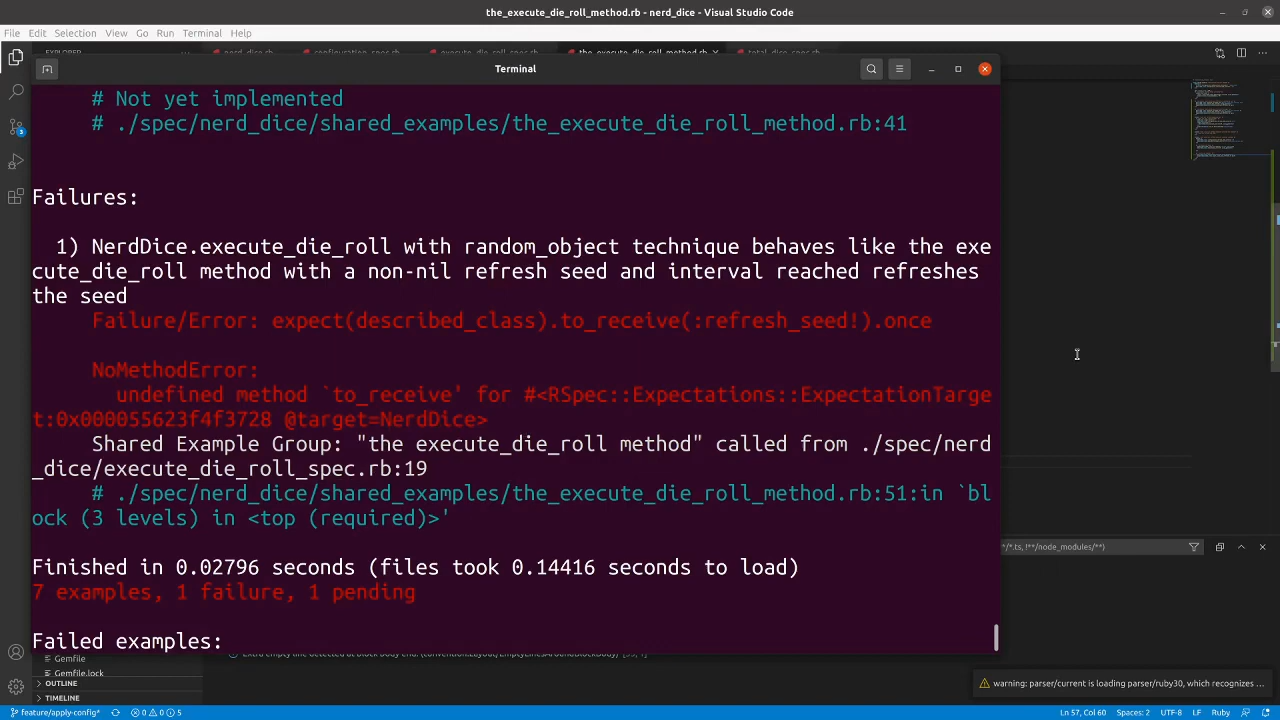 the_execute_die_roll_method.rb - nerd_dice - Visual Studio Code
File Edit Selection View Go Run Terminal Help
Terminal
# Not yet implemented
# ./spec/nerd_dice/shared_examples/the_execute_die_roll_method.rb:41
Failures:
1) NerdDice.execute_die_roll with random_object technique behaves like the exe
cute_die_roll method with a non-nil refresh seed and interval reached refreshes
the seed
Failure/Error: expect(described_class).to_receive(:refresh_seed!).once
NoMethodError:
undefined method `to_receive' for #<RSpec::Expectations::ExpectationTarge
t:0x000055623f4f3728 @target=NerdDice>
Shared Example Group: "the execute_die_roll method" called from ./spec/nerd
_dice/execute_die_roll_spec.rb:19
# ./spec/nerd_dice/shared_examples/the_execute_die_roll_method.rb:51:in `bl
ock (3 levels) in <top (required)>'
Finished in 0.02796 seconds (files took 0.14416 seconds to load)
7 examples, 1 failure, 1 pending
Failed examples:
3
**/*.ts, !**/node_modules/**)
Gemfile
Gemfile.lock
OUTLINE
TIMELINE
warning: parser/current is loading parser/ruby30, which recognizes ...
feature/apply-config* 0 0 5
Ln 57, Col 60 Spaces: 2 UTF-8 LF Ruby